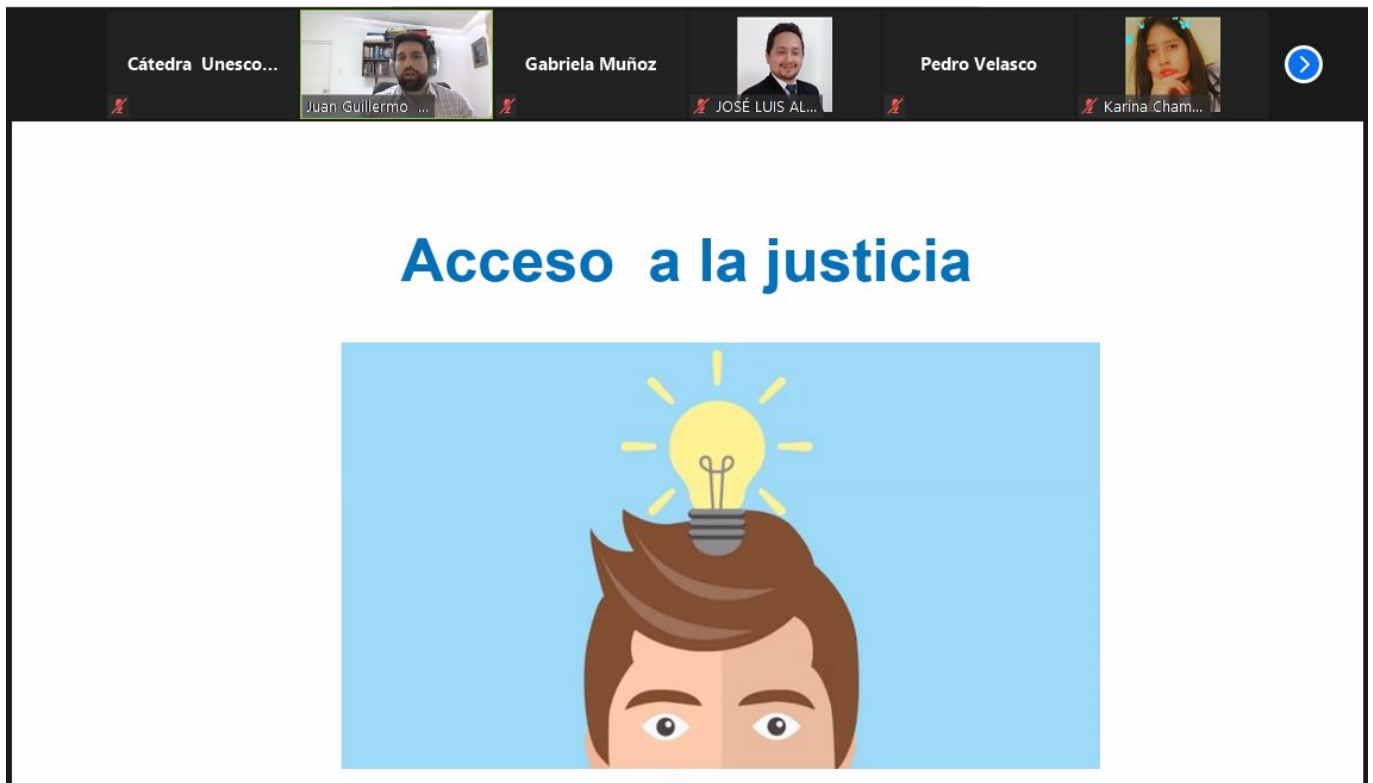 Cátedra Unesco...
Juan Guillermo ...
Gabriela Muñoz
JOSÉ LUIS AL...
Pedro Velasco
Karina Cham...
Acceso a la justicia